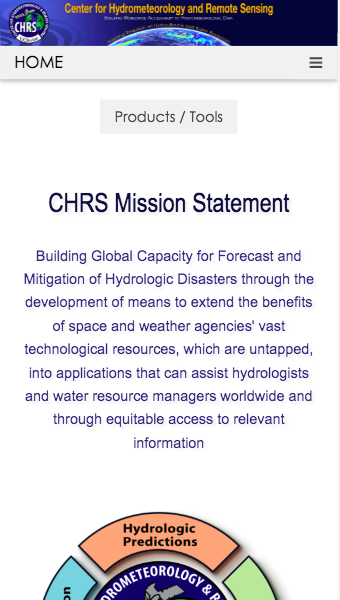 Center for Hydrometeorology and Remote Sensing
Ensuring Worldwide Accessibility to Hydrometeorologic Data
CHRS
HOME
Products / Tools
CHRS Mission Statement
Building Global Capacity for Forecast and
Mitigation of Hydrologic Disasters through the
development of means to extend the benefits
of space and weather agencies' vast
technological resources, which are untapped,
into applications that can assist hydrologists
and water resource managers worldwide and
through equitable access to relevant
information
Hydrologic
Predictions